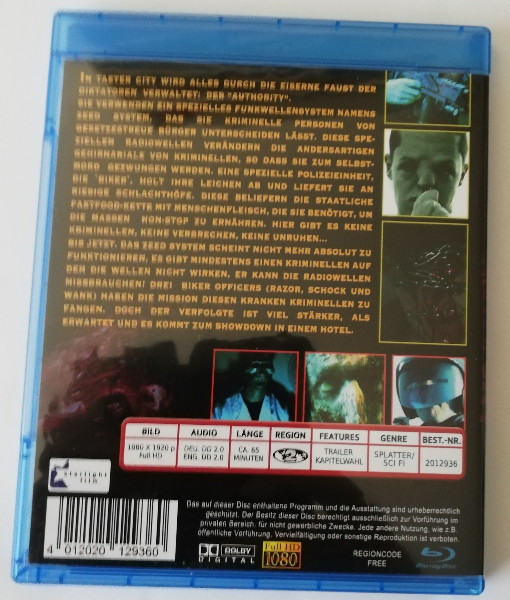 IN TASTER CITY WIRD ALLES DURCH DIE EISERNE FAUST DER
DIKTATOREN VERWALTET: DER "AUTHORITY".
SIE VERWENDEN EIN SPEZIELLES FUNKWELLENSYSTEM NAMENS
ZEED SYSTEM, DAS SIE KRIMINELLE PERSONEN VON
GESETZESTREUE BÜRGER UNTERSCHEIDEN LÄSST. DIESE SPE-
ZIELLEN RADIOWELLEN VERÄNDERN DIE ANDERSARTIGEN
GEHIRNAREALE VON KRIMINELLEN, SO DASS SIE ZUM SELBST-
MORD GEZWUNGEN WERDEN. EINE SPEZIELLE POLIZEIEINHEIT,
DIE 'BIKER', HOLT IHRE LEICHEN AB UND LIEFERT SIE AN
RIESIGE SCHLACHTHÖFE. DIESE BELIEFERN DIE STAATLICHE
FASTFOOD-KETTE MIT MENSCHENFLEISCH, DIE SIE BENÖTIGT, UM
DIE MASSEN NON-STOP ZU ERNÄHREN. HIER GIBT ES KEINE
KRIMINELLEN, KEINE VERBRECHEN, KEINE UNRUHEN...
BIS JETZT. DAS ZEED SYSTEM SCHEINT NICHT MEHR ABSOLUT ZU
FUNKTIONIEREN, ES GIBT MINDESTENS EINEN KRIMINELLEN AUF
DEN DIE WELLEN NICHT WIRKEN, ER KANN DIE RADIOWELLEN
MISSBRAUCHEN! DREI BIKER OFFICERS (RAZOR, SCHOCK UND
WANK) HABEN DIE MISSION DIESEN KRANKEN KRIMINELLEN ZU
FANGEN. DOCH DER VERFOLGTE IST VIEL STÄRKER, ALS
ERWARTET UND ES KOMMT ZUM SHOWDOWN IN EINEM HOTEL.
BILD AUDIO LÄNGE REGION FEATURES GENRE BEST.-NR.
1080 X 1920 p DEU. DD 2.0 CA. 65 2 TRAILER SPLATTER/ 2012936
Full HD ENG. DD 2.0 MINUTEN KAPITELWAHL SCI FI
starlight
film
Das auf dieser Disc enthaltene Programm und die Ausstattung sind urheberrechtlich
geschützt. Der Besitz dieser Disc berechtigt ausschließlich zur Vorführung im
privaten Bereich, für nicht gewerbliche Zwecke. Jede andere Nutzung, wie z.B.
öffentliche Vorführung, Vervielfältigung oder sonstige Reproduktion ist verboten.
4 012020 129360
DOLBY
DIGITAL
Full HD
1080
REGIONCODE
FREE
Blu-ray Disc